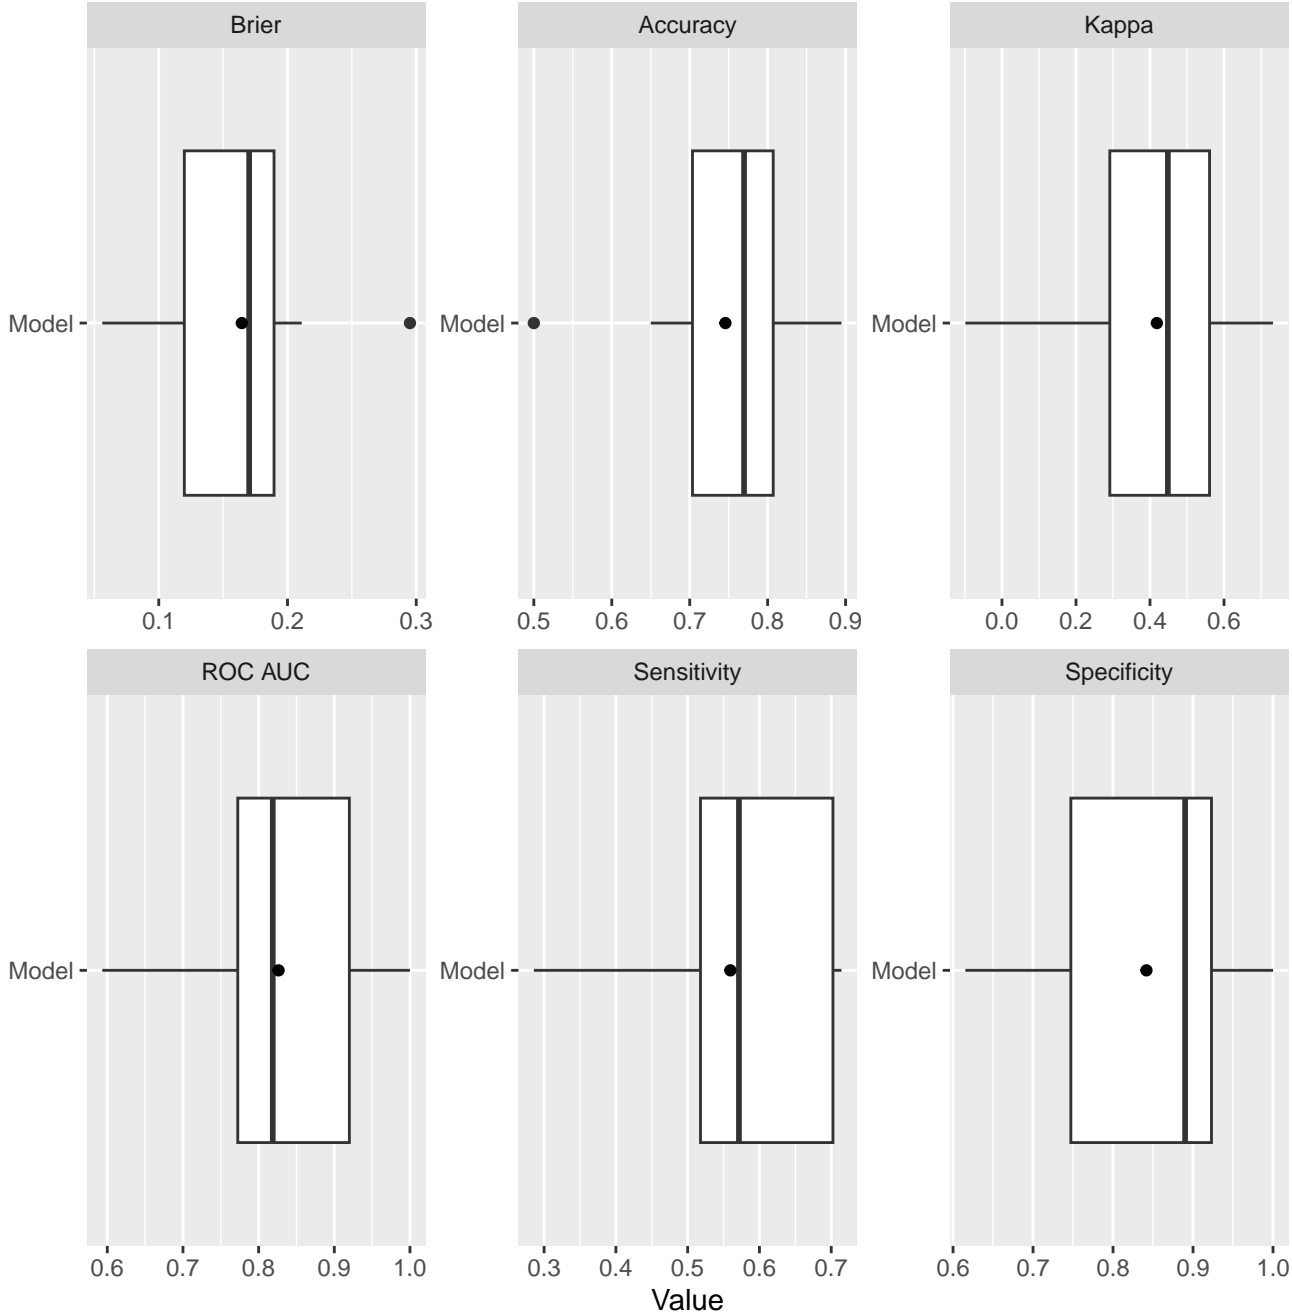 Brier Accuracy Kappa
Model Model Model
0.1 0.2 0.3 0.5 0.6 0.7 0.8 0.9 0.0 0.2 0.4 0.6
ROC AUC Sensitivity Specificity
Model Model Model
0.6 0.7 0.8 0.9 1.0 0.3 0.4 0.5 0.6 0.7 0.6 0.7 0.8 0.9 1.0
Value